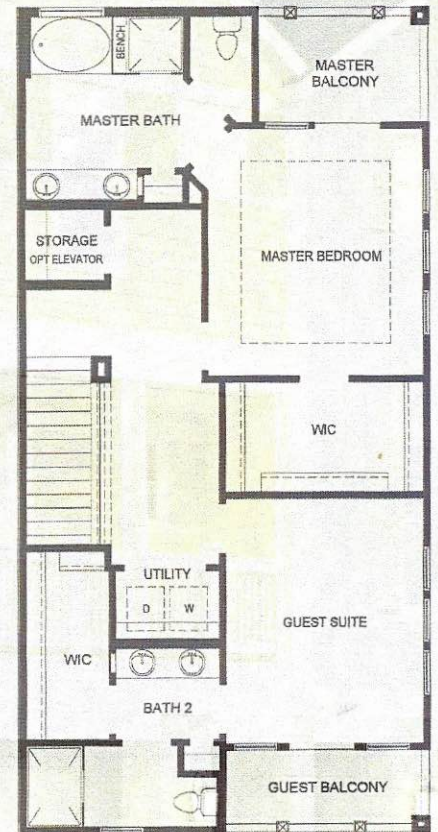 BENCH
MASTER
BALCONY
MASTER BATH
STORAGE
OPT ELEVATOR
MASTER BEDROOM
WIC
UTILITY
D W
GUEST SUITE
WIC
BATH 2
GUEST BALCONY